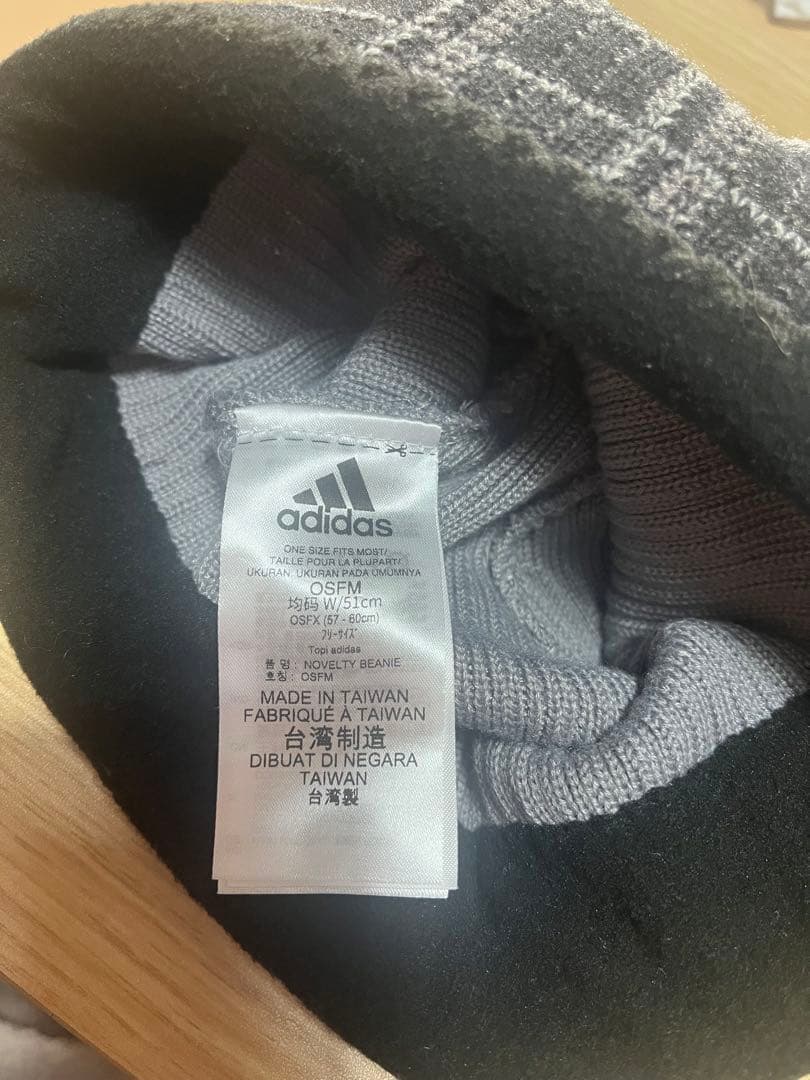 adidas
ONE SIZE FITS MOST/
TAILLE POUR LA PLUPART/
UKURAN, UKURAN PADA UMUMNYA
OSFM
均码 W/51cm
OSFX (57 - 60cm)
フリーサイズ
Topi adidas
품 명 : NOVELTY BEANIE
호칭 : OSFM
MADE IN TAIWAN
FABRIQUÉ À TAIWAN
台湾制造
DIBUAT DI NEGARA
TAIWAN
台湾製